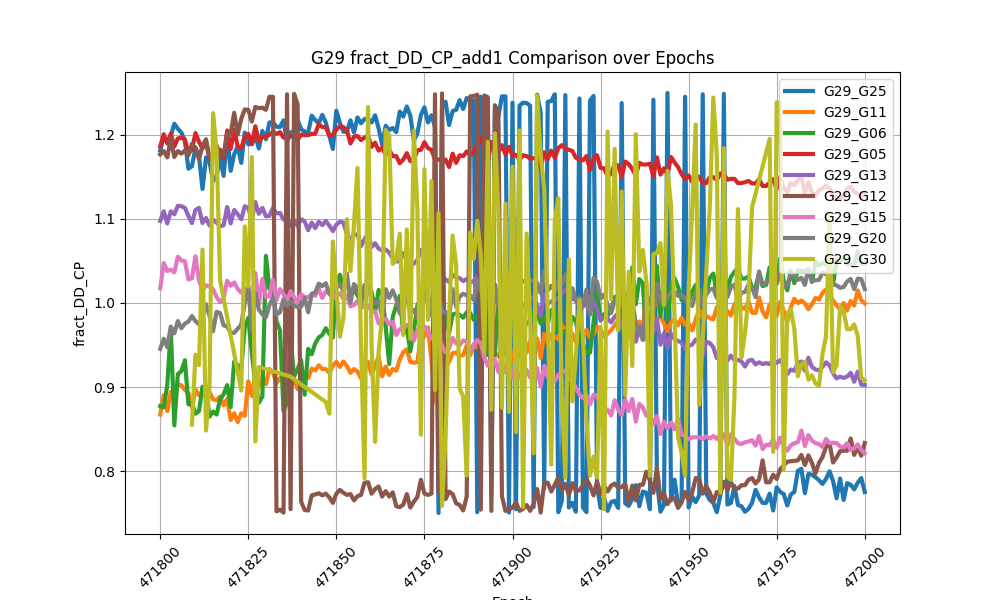 G29 fract_DD_CP_add1 Comparison over Epochs
fract_DD_CP
1.2
1.1
1.0
0.9
0.8
G29_G25
G29_G11
G29_G06
G29_G05
G29_G13
G29_G12
G29_G15
G29_G20
G29_G30
471800
471825
471850
471875
471900
471925
471950
471975
472000
Epoch